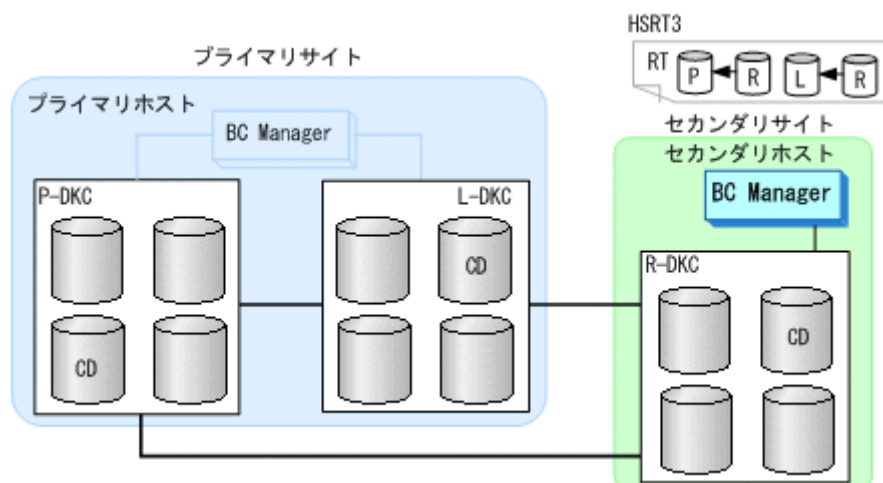 HSRT3
RT P R L R
プライマリサイト
プライマリホスト
BC Manager
セカンダリサイト
セカンダリホスト
BC Manager
P-DKC
L-DKC
CD
CD
R-DKC
CD